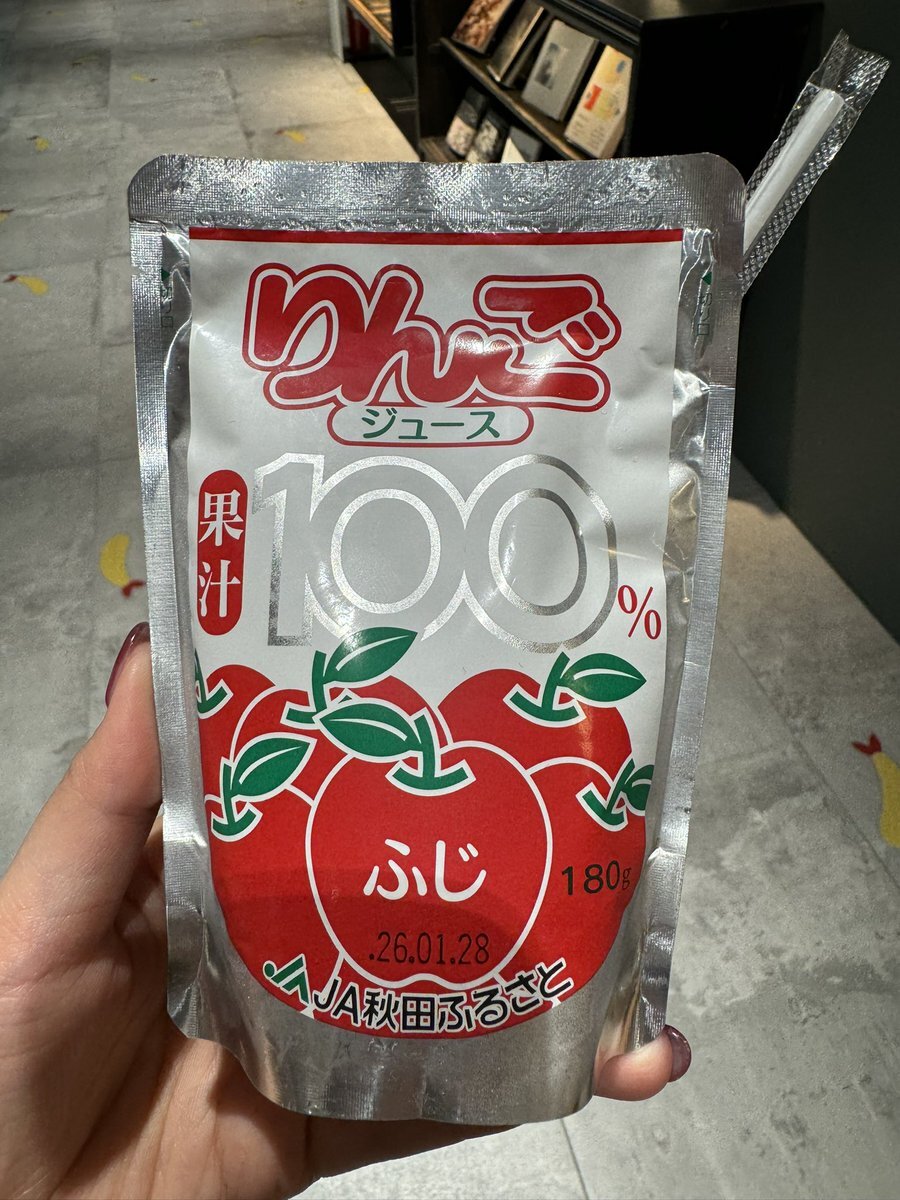 りんご
ジュース
果汁
100%
ふじ
180g
.26.01.28
JA秋田ふるさと